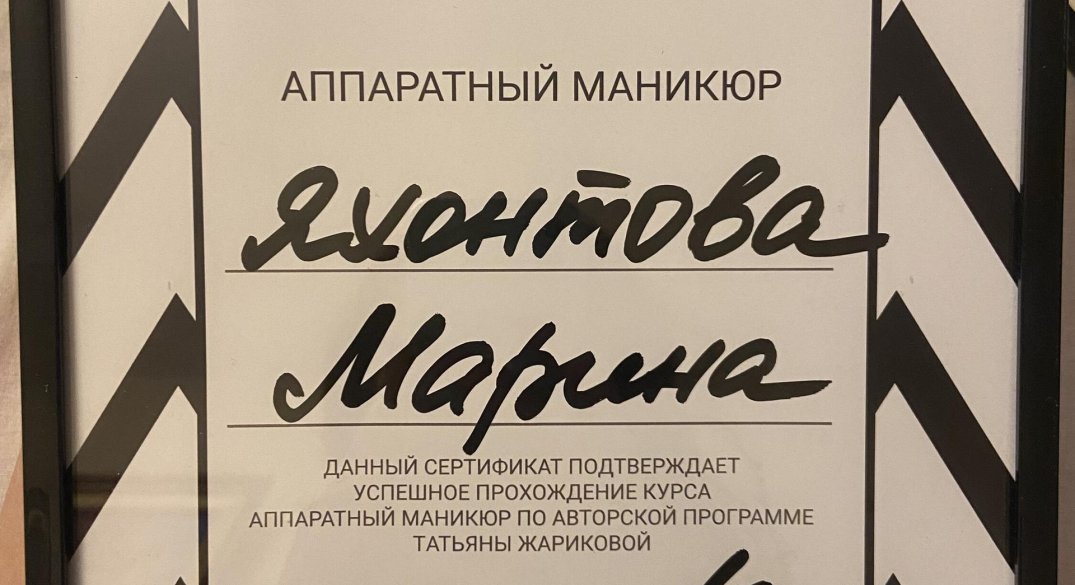 АППАРАТНЫЙ МАНИКЮР
Яхонтова
Марина
ДАННЫЙ СЕРТИФИКАТ ПОДТВЕРЖДАЕТ
УСПЕШНОЕ ПРОХОЖДЕНИЕ КУРСА
АППАРАТНЫЙ МАНИКЮР ПО АВТОРСКОЙ ПРОГРАММЕ
ТАТЬЯНЫ ЖАРИКОВОЙ